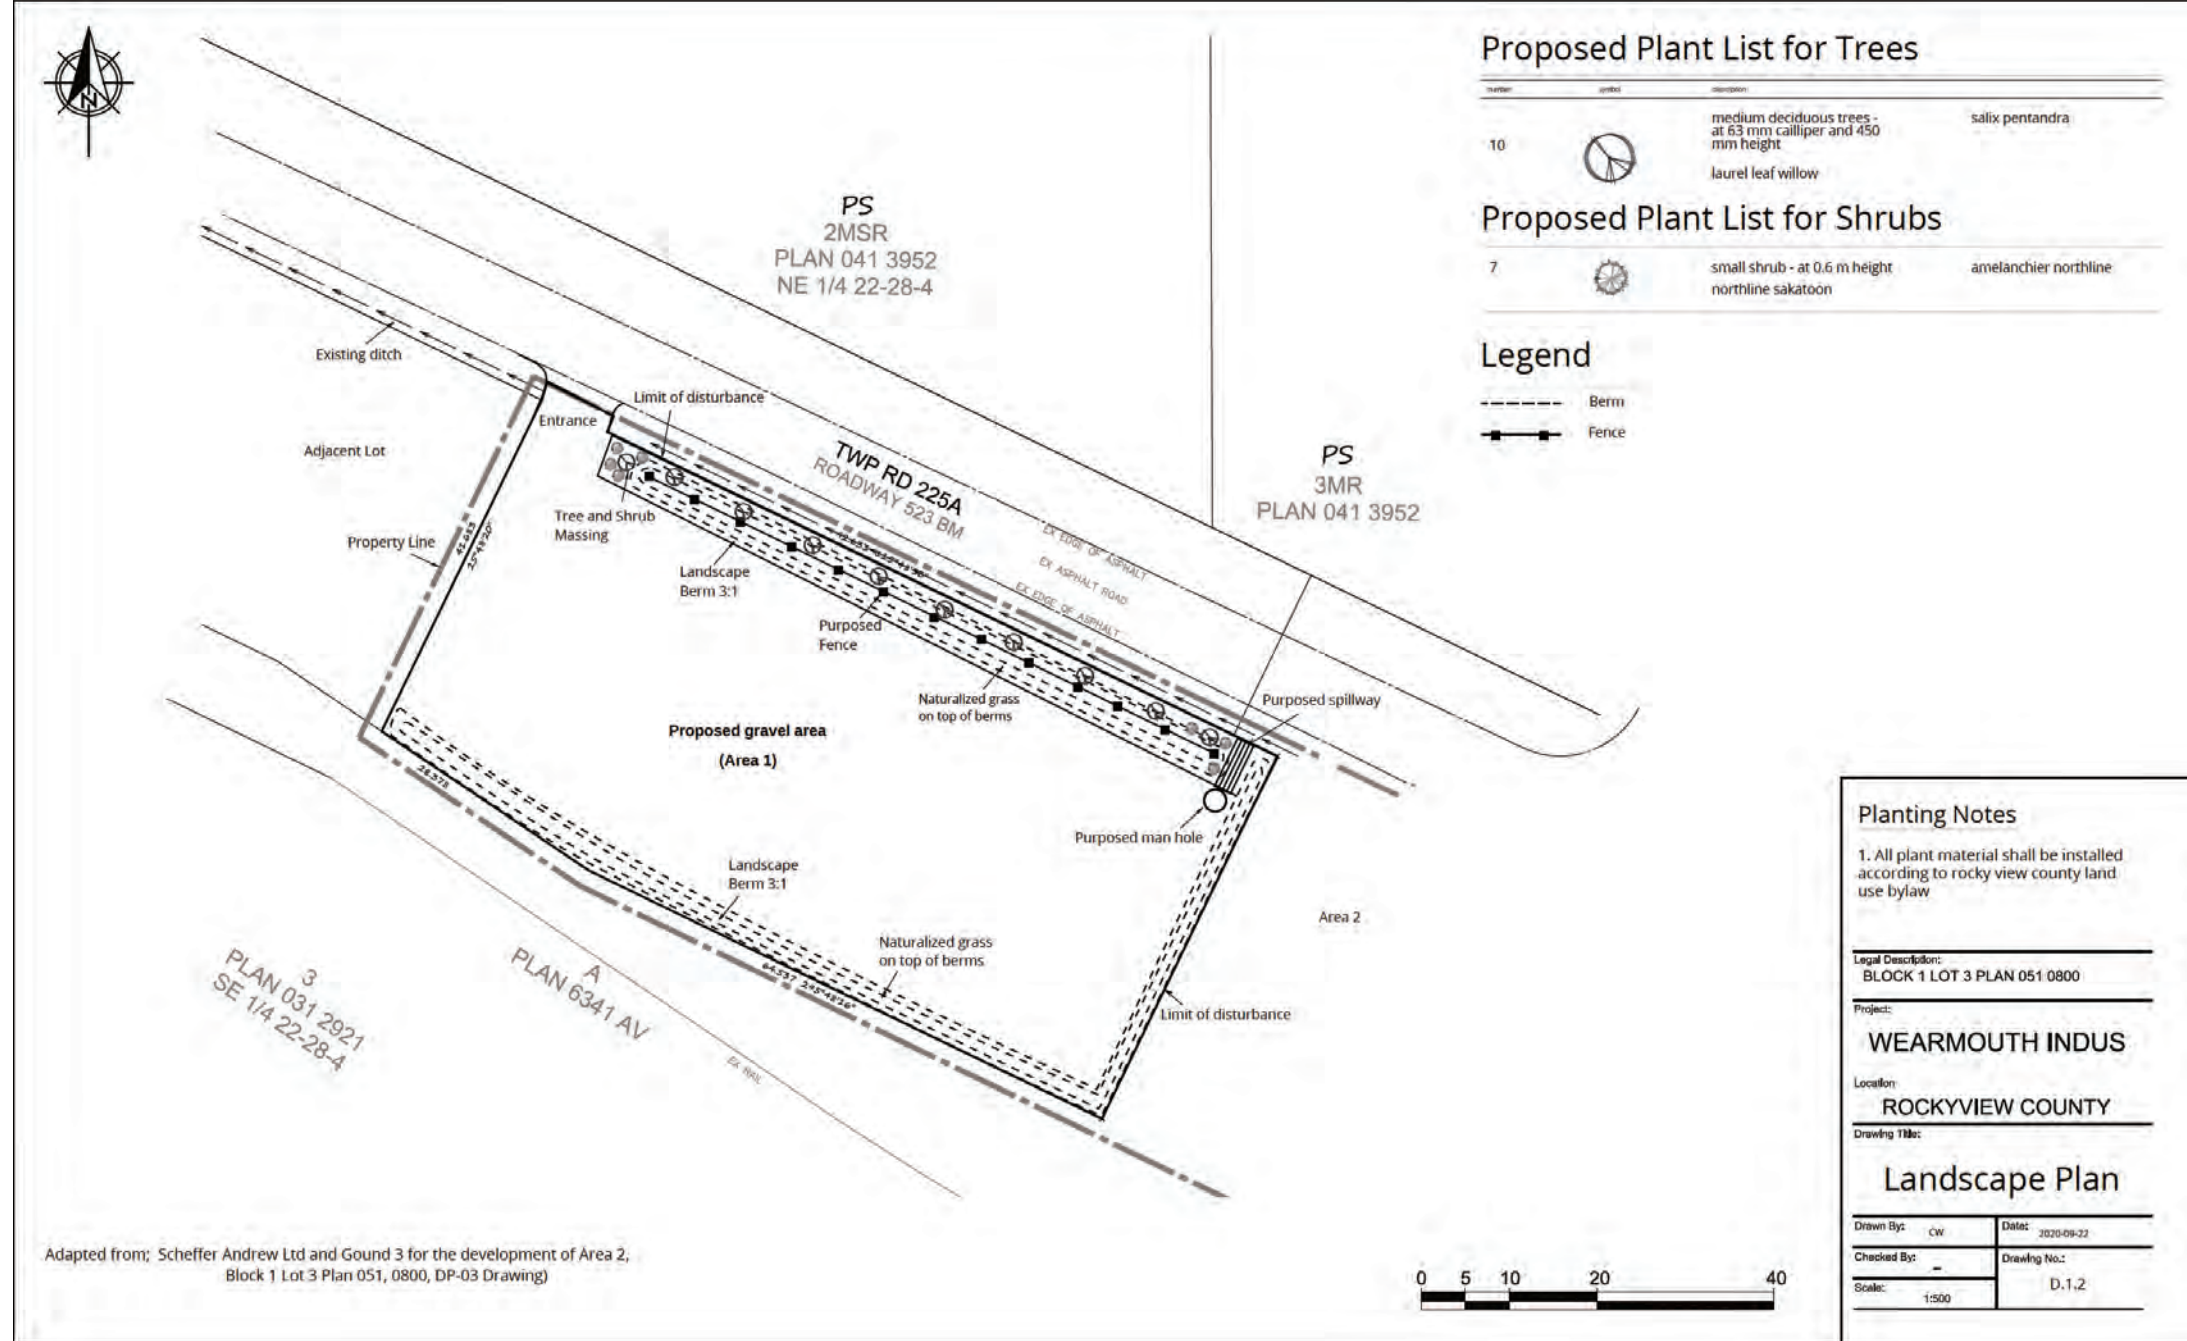 N
PS
2MSR
PLAN 041 3952
NE 1/4 22-28-4
Existing ditch
Limit of disturbance
Entrance
Adjacent Lot
TWP RD 225A
ROADWAY 523 BM
PS
3MR
PLAN 041 3952
Tree and Shrub
Massing
Property Line
25°43'20"
EX EDGE OF ASPHALT
EX ASPHALT ROAD
EX EDGE OF ASPHALT
Landscape
Berm 3:1
Purposed
Fence
Naturalized grass
on top of berms
Purposed spillway
Proposed gravel area
(Area 1)
Purposed man hole
Landscape
Berm 3:1
Area 2
Naturalized grass
on top of berms
Limit of disturbance
3
PLAN 031 2921
SE 1/4 22-28-4
A
PLAN 6341 AV
EX RAIL
Adapted from; Scheffer Andrew Ltd and Gound 3 for the development of Area 2,
Block 1 Lot 3 Plan 051, 0800, DP-03 Drawing)
0 5 10 20 40
Proposed Plant List for Trees
number symbol description
10
medium deciduous trees - salix pentandra
at 63 mm cailliper and 450
mm height
laurel leaf willow
Proposed Plant List for Shrubs
7 small shrub - at 0.6 m height amelanchier northline
northline sakatoon
Legend
Berm
Fence
Planting Notes
1. All plant material shall be installed
according to rocky view county land
use bylaw
Legal Description:
BLOCK 1 LOT 3 PLAN 051 0800
Project:
WEARMOUTH INDUS
Location
ROCKYVIEW COUNTY
Drawing Title:
Landscape Plan
Drawn By: CW
Date: 2020-09-22
Checked By: –
Drawing No.:
D.1.2
Scale: 1:500